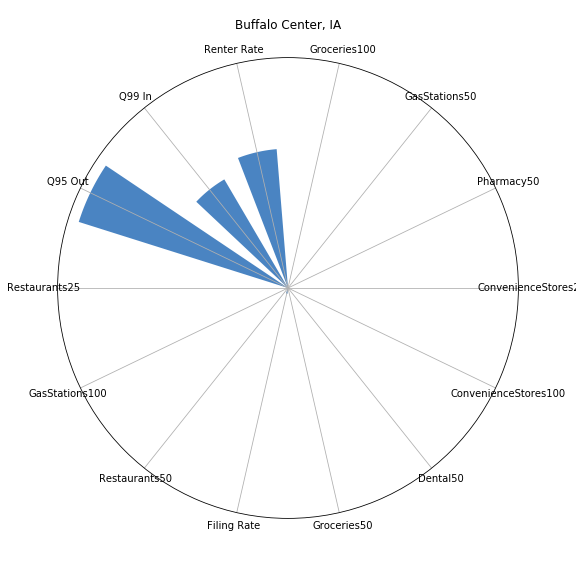 Buffalo Center, IA
Renter Rate
Groceries100
Q99 In
GasStations50
Q95 Out
Pharmacy50
Restaurants25
ConvenienceStores2
GasStations100
ConvenienceStores100
Restaurants50
Dental50
Filing Rate
Groceries50